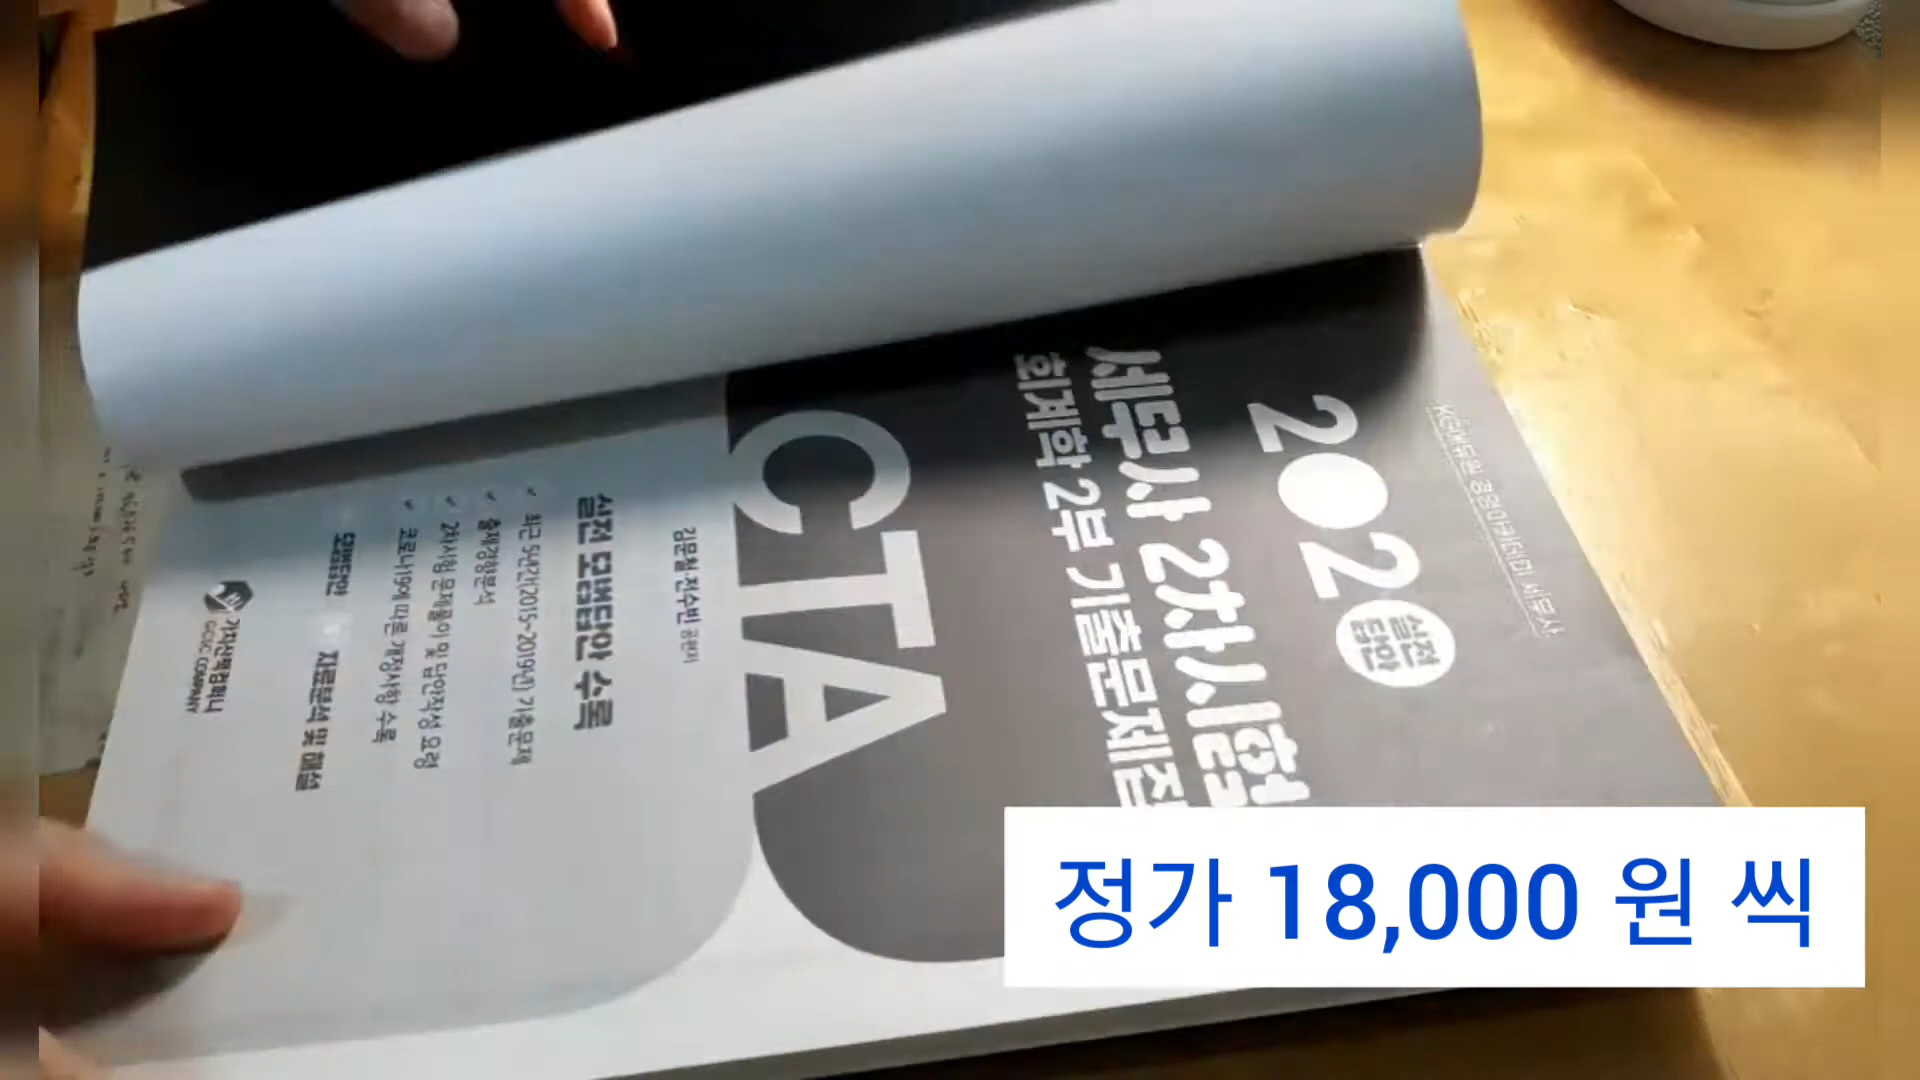 KG에듀원 경영아카데미 세무사
2020
실전
답안
세무사 2차시험
회계학 2부 기출문제집
CTA
김문철·전수빈 공편저
실전 모범답안 수록
✓ 최근 5년간(2015~2019년) 기출문제
✓ 출제경향분석
✓ 2차시험 문제풀이 및 답안작성 요령
✓ 코로나19에 따른 개정사항 수록
모범답안
자료분석 및 해설
가치산책컴퍼니
GCIC COMPANY
정가 18,000 원 씩